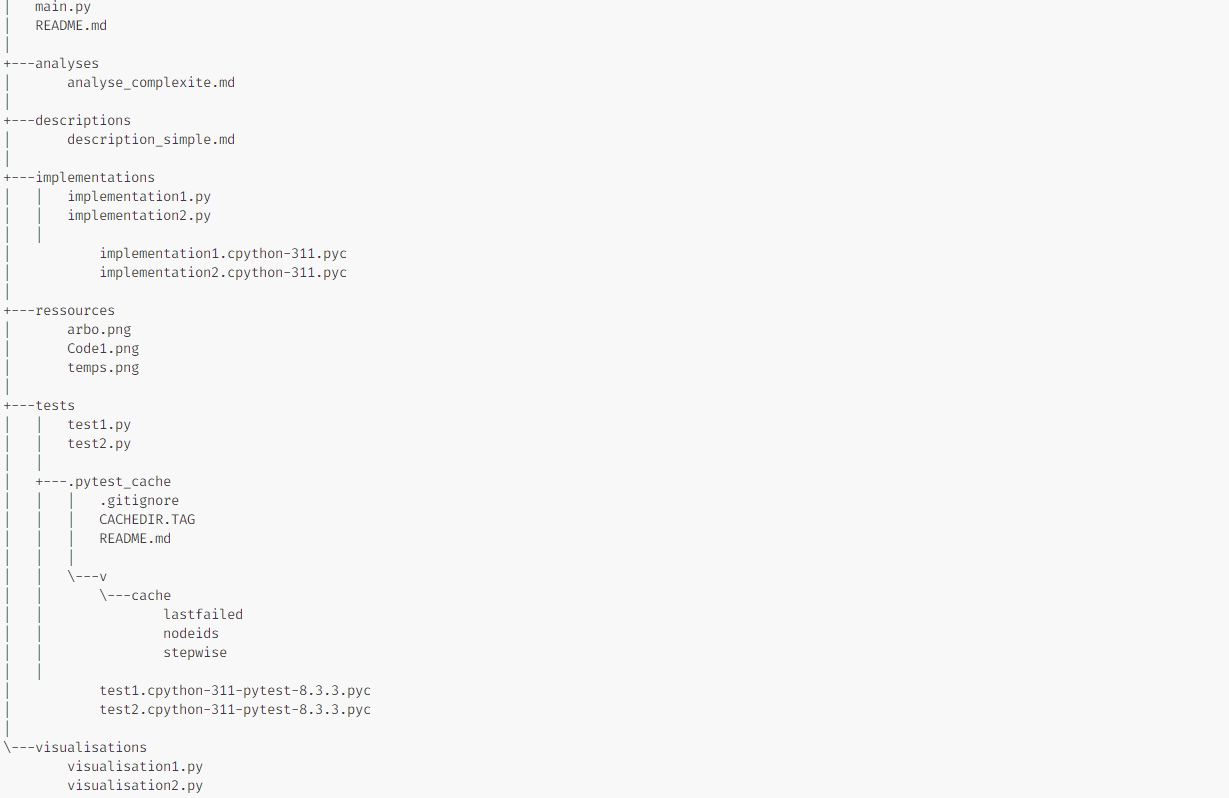 │   main.py
│   README.md
│
+---analyses
│       analyse_complexite.md
│
+---descriptions
│       description_simple.md
│
+---implementations
│   │   implementation1.py
│   │   implementation2.py
│   │
│           implementation1.cpython-311.pyc
│           implementation2.cpython-311.pyc
│
+---ressources
│       arbo.png
│       Code1.png
│       temps.png
│
+---tests
│   │   test1.py
│   │   test2.py
│   │
│   +---.pytest_cache
│   │   │   .gitignore
│   │   │   CACHEDIR.TAG
│   │   │   README.md
│   │   │
│   │   \---v
│   │       \---cache
│   │               lastfailed
│   │               nodeids
│   │               stepwise
│   │
│           test1.cpython-311-pytest-8.3.3.pyc
│           test2.cpython-311-pytest-8.3.3.pyc
│
\---visualisations
        visualisation1.py
        visualisation2.py